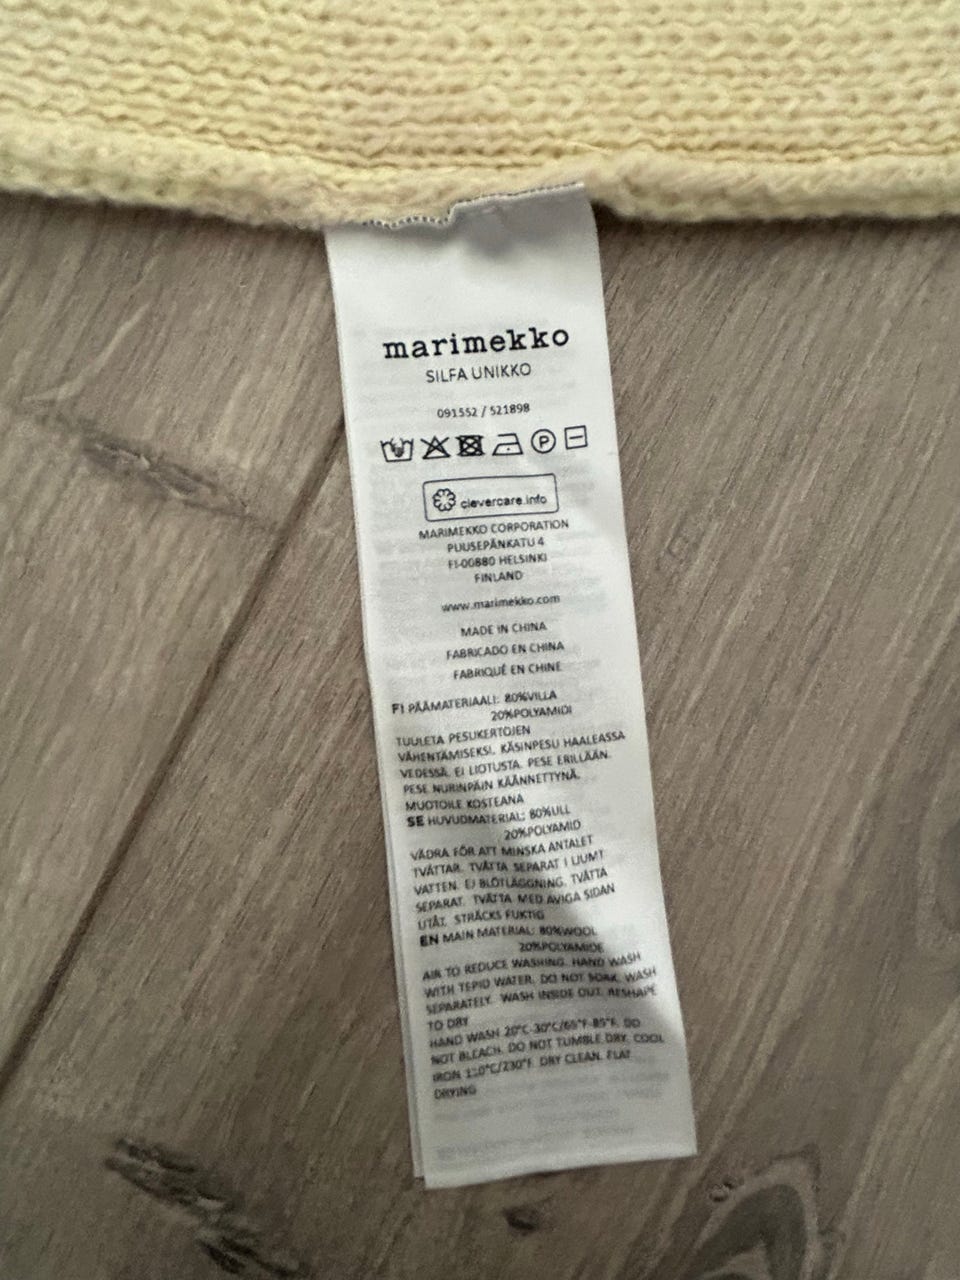 marimekko
SILFA UNIKKO
091552 / 521898
P
clevercare.info
MARIMEKKO CORPORATION
PUUSEPÄNKATU 4
FI-00880 HELSINKI
FINLAND
www.marimekko.com
MADE IN CHINA
FABRICADO EN CHINA
FABRIQUÉ EN CHINE
FI PÄÄMATERIAALI: 80%VILLA
20%POLYAMIDI
TUULETA PESUKERTOJEN
VÄHENTÄMISEKSI. KÄSINPESU HAALEASSA
VEDESSÄ. EI LIOTUSTA. PESE ERILLÄÄN.
PESE NURINPÄIN KÄÄNNETTYNÄ.
MUOTOILE KOSTEANA
SE HUVUDMATERIAL: 80%ULL
20%POLYAMID
VÄDRA FÖR ATT MINSKA ANTALET
TVÄTTAR. TVÄTTA SEPARAT I LJUMT
VATTEN. EJ BLÖTLÄGGNING. TVÄTTA
SEPARAT. TVÄTTA MED AVIGA SIDAN
UTÅT. STRÄCKS FUKTIG
EN MAIN MATERIAL: 80%WOOL
20%POLYAMIDE
AIR TO REDUCE WASHING. HAND WASH
WITH TEPID WATER. DO NOT SOAK. WASH
SEPARATELY. WASH INSIDE OUT. RESHAPE
TO DRY
HAND WASH 20°C-30°C/65°F-85°F. DO
NOT BLEACH. DO NOT TUMBLE DRY. COOL
IRON 110°C/230°F. DRY CLEAN. FLAT
DRYING